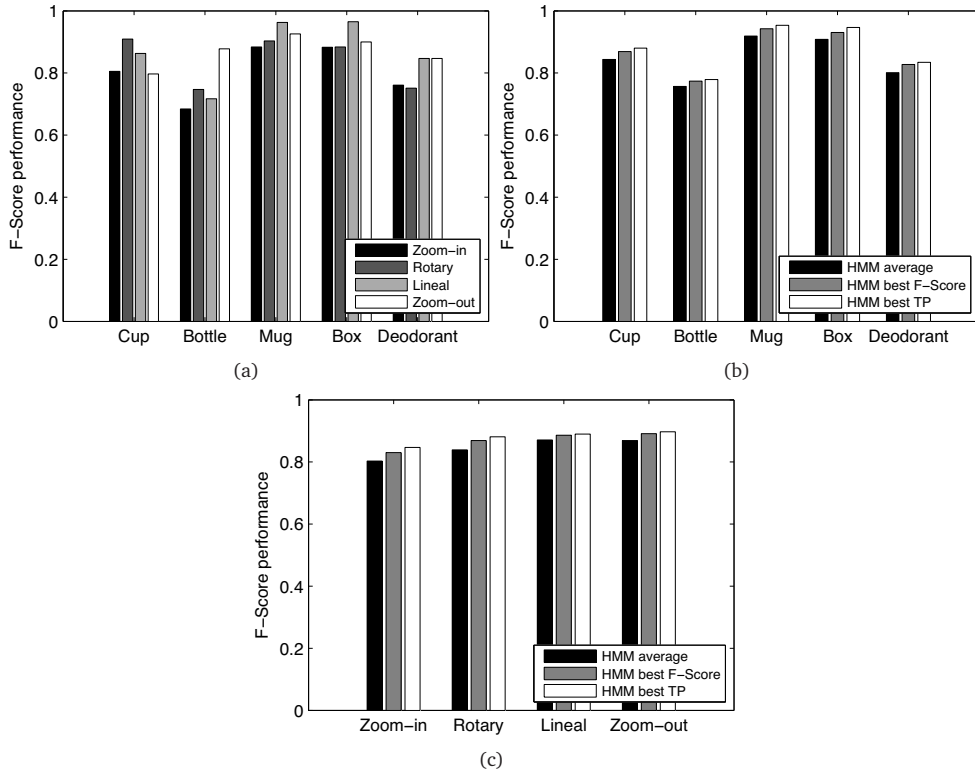 1
0.8
0.6
0.4
0.2
0
F-Score performance
Zoom-in
Rotary
Lineal
Zoom-out
Cup Bottle Mug Box Deodorant
(a)
1
0.8
0.6
0.4
0.2
0
F-Score performance
HMM average
HMM best F-Score
HMM best TP
Cup Bottle Mug Box Deodorant
(b)
1
0.8
0.6
0.4
0.2
0
F-Score performance
HMM average
HMM best F-Score
HMM best TP
Zoom-in Rotary Lineal Zoom-out
(c)